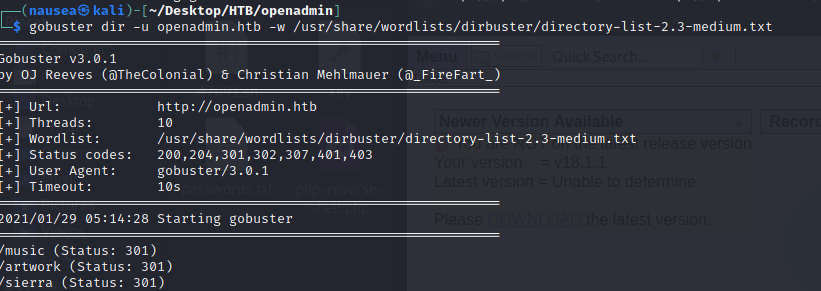 (nausea㉿kali)-[~/Desktop/HTB/openadmin]
$ gobuster dir -u openadmin.htb -w /usr/share/wordlists/dirbuster/directory-list-2.3-medium.txt
Gobuster v3.0.1
by OJ Reeves (@TheColonial) & Christian Mehlmauer (@_FireFart_)
[+] Url: http://openadmin.htb
[+] Threads: 10
[+] Wordlist: /usr/share/wordlists/dirbuster/directory-list-2.3-medium.txt
[+] Status codes: 200,204,301,302,307,401,403
[+] User Agent: gobuster/3.0.1
[+] Timeout: 10s
2021/01/29 05:14:28 Starting gobuster
/music (Status: 301)
/artwork (Status: 301)
/sierra (Status: 301)
Menu
Quick Search...
Newer Version Available
Record
release version
Your version = v18.1.1
Latest version = Unable to determine
Please DOWNLOAD the latest version.
php-reverse-
shell.php